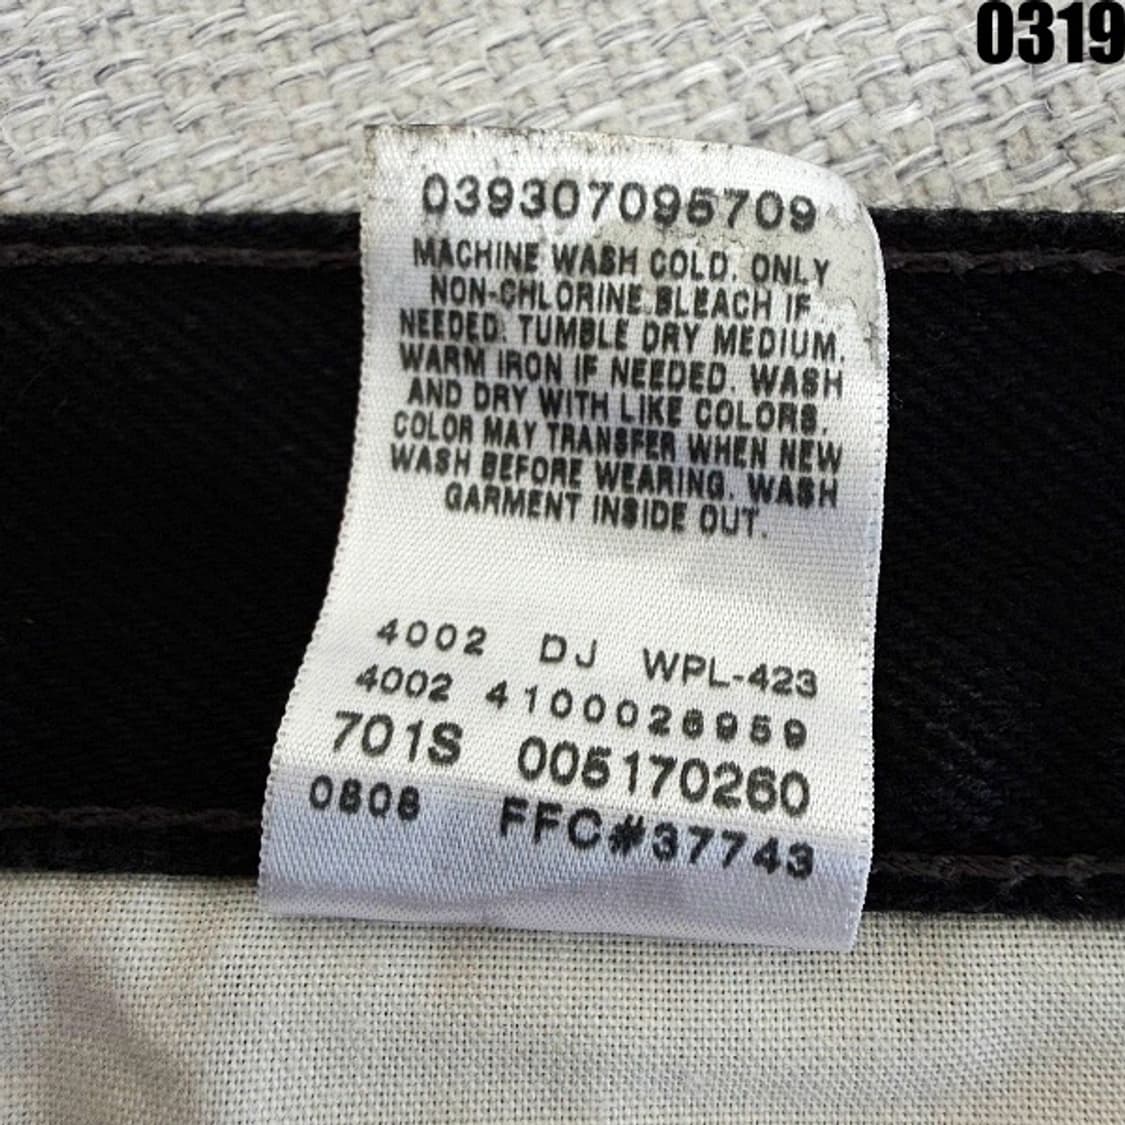 0319
039307095709
MACHINE WASH COLD. ONLY
NON-CHLORINE BLEACH IF
NEEDED. TUMBLE DRY MEDIUM.
WARM IRON IF NEEDED. WASH
AND DRY WITH LIKE COLORS.
COLOR MAY TRANSFER WHEN NEW
WASH BEFORE WEARING. WASH
GARMENT INSIDE OUT.
4002 DJ WPL-423
4002 4100026959
701S 005170260
0808 FFC#37743